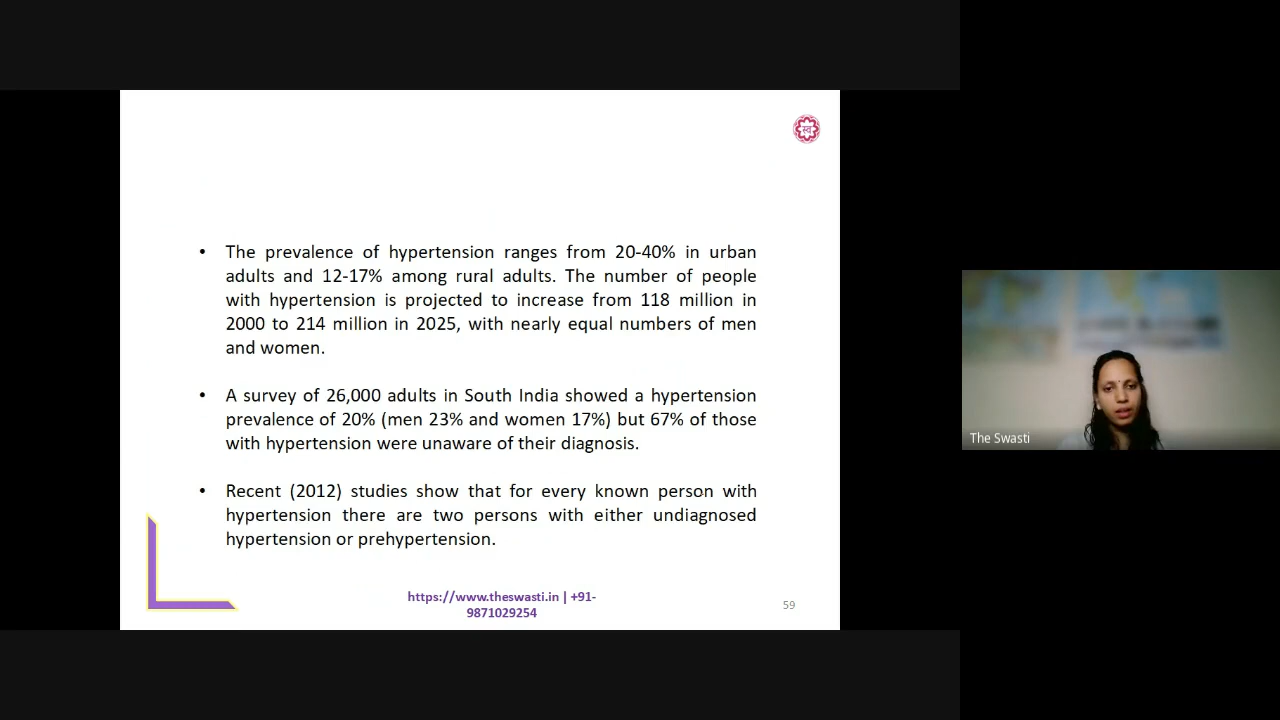 स्व
• The prevalence of hypertension ranges from 20-40% in urban
adults and 12-17% among rural adults. The number of people
with hypertension is projected to increase from 118 million in
2000 to 214 million in 2025, with nearly equal numbers of men
and women.
• A survey of 26,000 adults in South India showed a hypertension
prevalence of 20% (men 23% and women 17%) but 67% of those
with hypertension were unaware of their diagnosis.
• Recent (2012) studies show that for every known person with
hypertension there are two persons with either undiagnosed
hypertension or prehypertension.
https://www.theswasti.in | +91-
9871029254
59
The Swasti